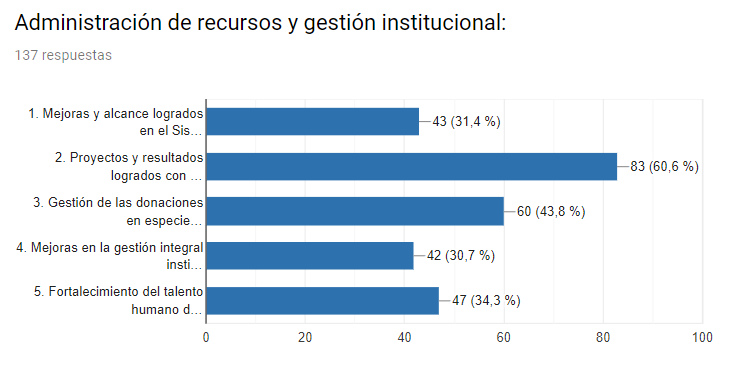 Administración de recursos y gestión institucional:
137 respuestas
1. Mejoras y alcance logrados
en el Sis…
43 (31,4 %)
2. Proyectos y resultados
logrados con …
83 (60,6 %)
3. Gestión de las donaciones
en especie…
60 (43,8 %)
4. Mejoras en la gestión integral
insti…
42 (30,7 %)
5. Fortalecimiento del talento
humano d…
47 (34,3 %)
0 20 40 60 80 100